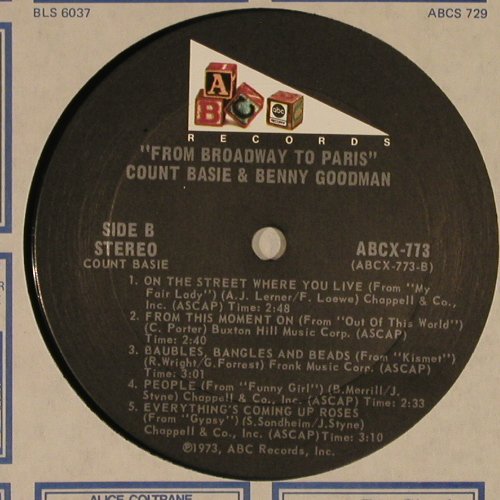 BLS 6037
ABCS 729
A
B C abc
RECORDS
"FROM BROADWAY TO PARIS"
COUNT BASIE & BENNY GOODMAN
SIDE B
STEREO
COUNT BASIE
ABCX-773
(ABCX-773-B)
1. ON THE STREET WHERE YOU LIVE (From "My
Fair Lady") (A.J. Lerner/F. Loewe) Chappell & Co.,
Inc. (ASCAP) Time: 2:48
2. FROM THIS MOMENT ON (From "Out Of This World")
(C. Porter) Buxton Hill Music Corp. (ASCAP)
Time: 2:40
3. BAUBLES, BANGLES AND BEADS (From "Kismet")
(R.Wright/G.Forrest) Frank Music Corp. (ASCAP)
Time: 3:01
4. PEOPLE (From "Funny Girl") (B.Merrill/J.
Styne) Chappell & Co., Inc. (ASCAP) Time: 2:33
5. EVERYTHING'S COMING UP ROSES
(From "Gypsy") (S.Sondheim/J.Styne)
Chappell & Co., Inc. (ASCAP) Time: 3:10
℗1973, ABC Records, Inc.
ALICE COLTRANE